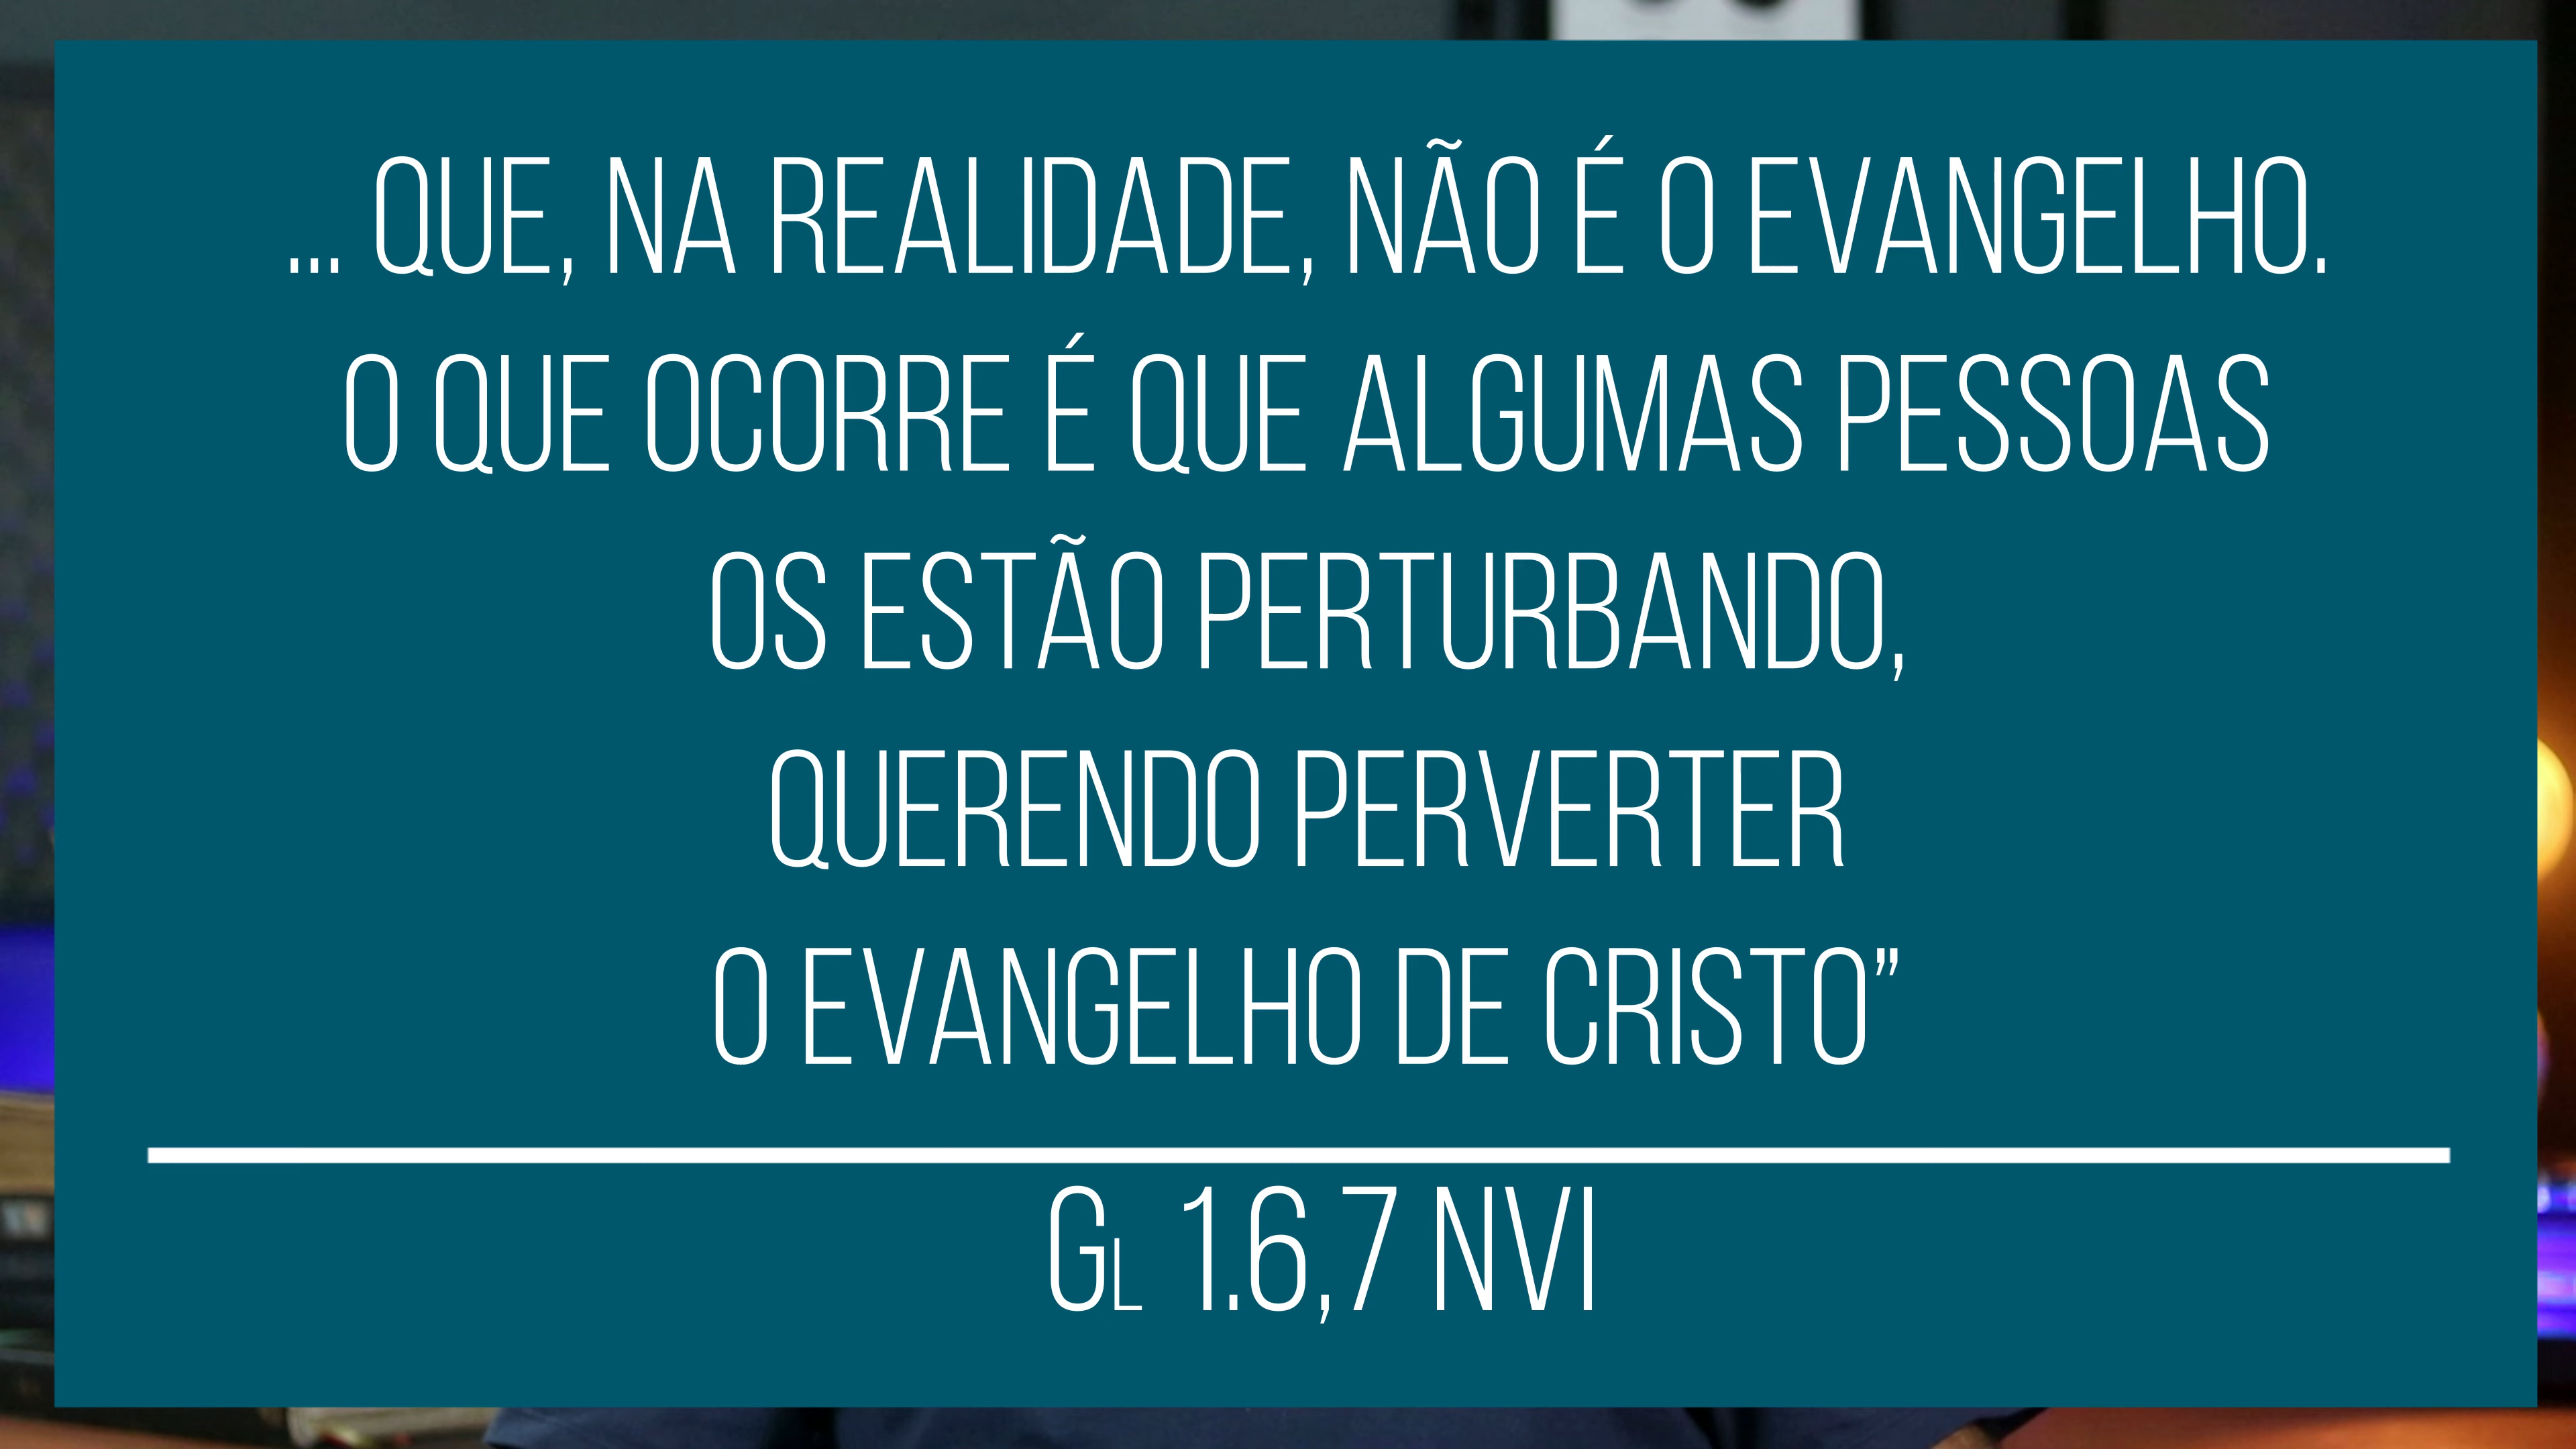 ... QUE, NA REALIDADE, NÃO É O EVANGELHO.
O QUE OCORRE É QUE ALGUMAS PESSOAS
OS ESTÃO PERTURBANDO,
QUERENDO PERVERTER
O EVANGELHO DE CRISTO”
GL 1.6,7 NVI